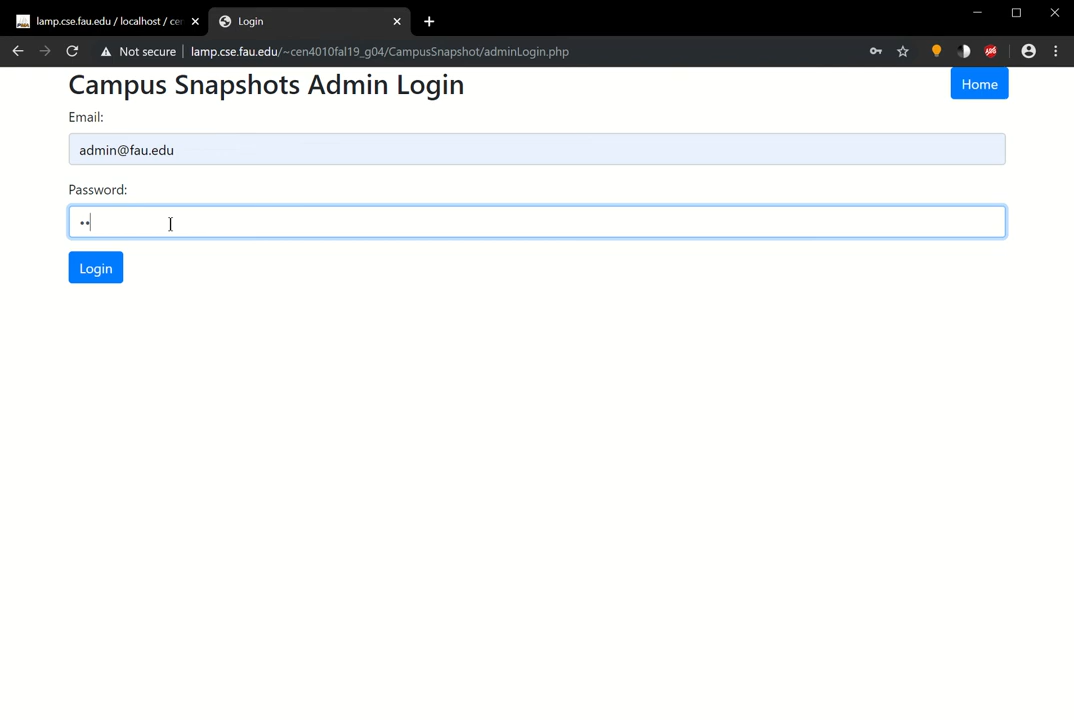 lamp.cse.fau.edu / localhost / cen
Login
Not secure
lamp.cse.fau.edu/~cen4010fal19_g04/CampusSnapshot/adminLogin.php
Campus Snapshots Admin Login
Home
Email:
admin@fau.edu
Password:
Login